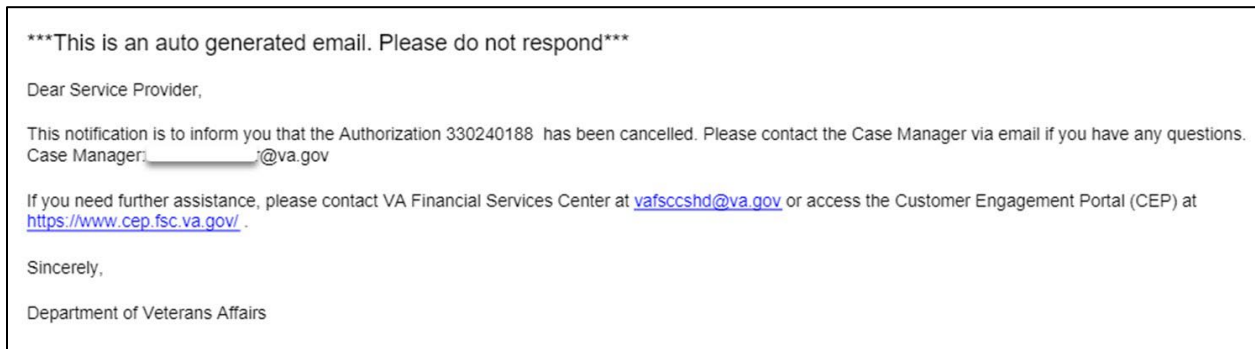 ***This is an auto generated email. Please do not respond***
Dear Service Provider,
This notification is to inform you that the Authorization 330240188  has been cancelled. Please contact the Case Manager via email if you have any questions.
Case Manager: @va.gov
If you need further assistance, please contact VA Financial Services Center at vafsccshd@va.gov or access the Customer Engagement Portal (CEP) at
https://www.cep.fsc.va.gov/ .
Sincerely,
Department of Veterans Affairs